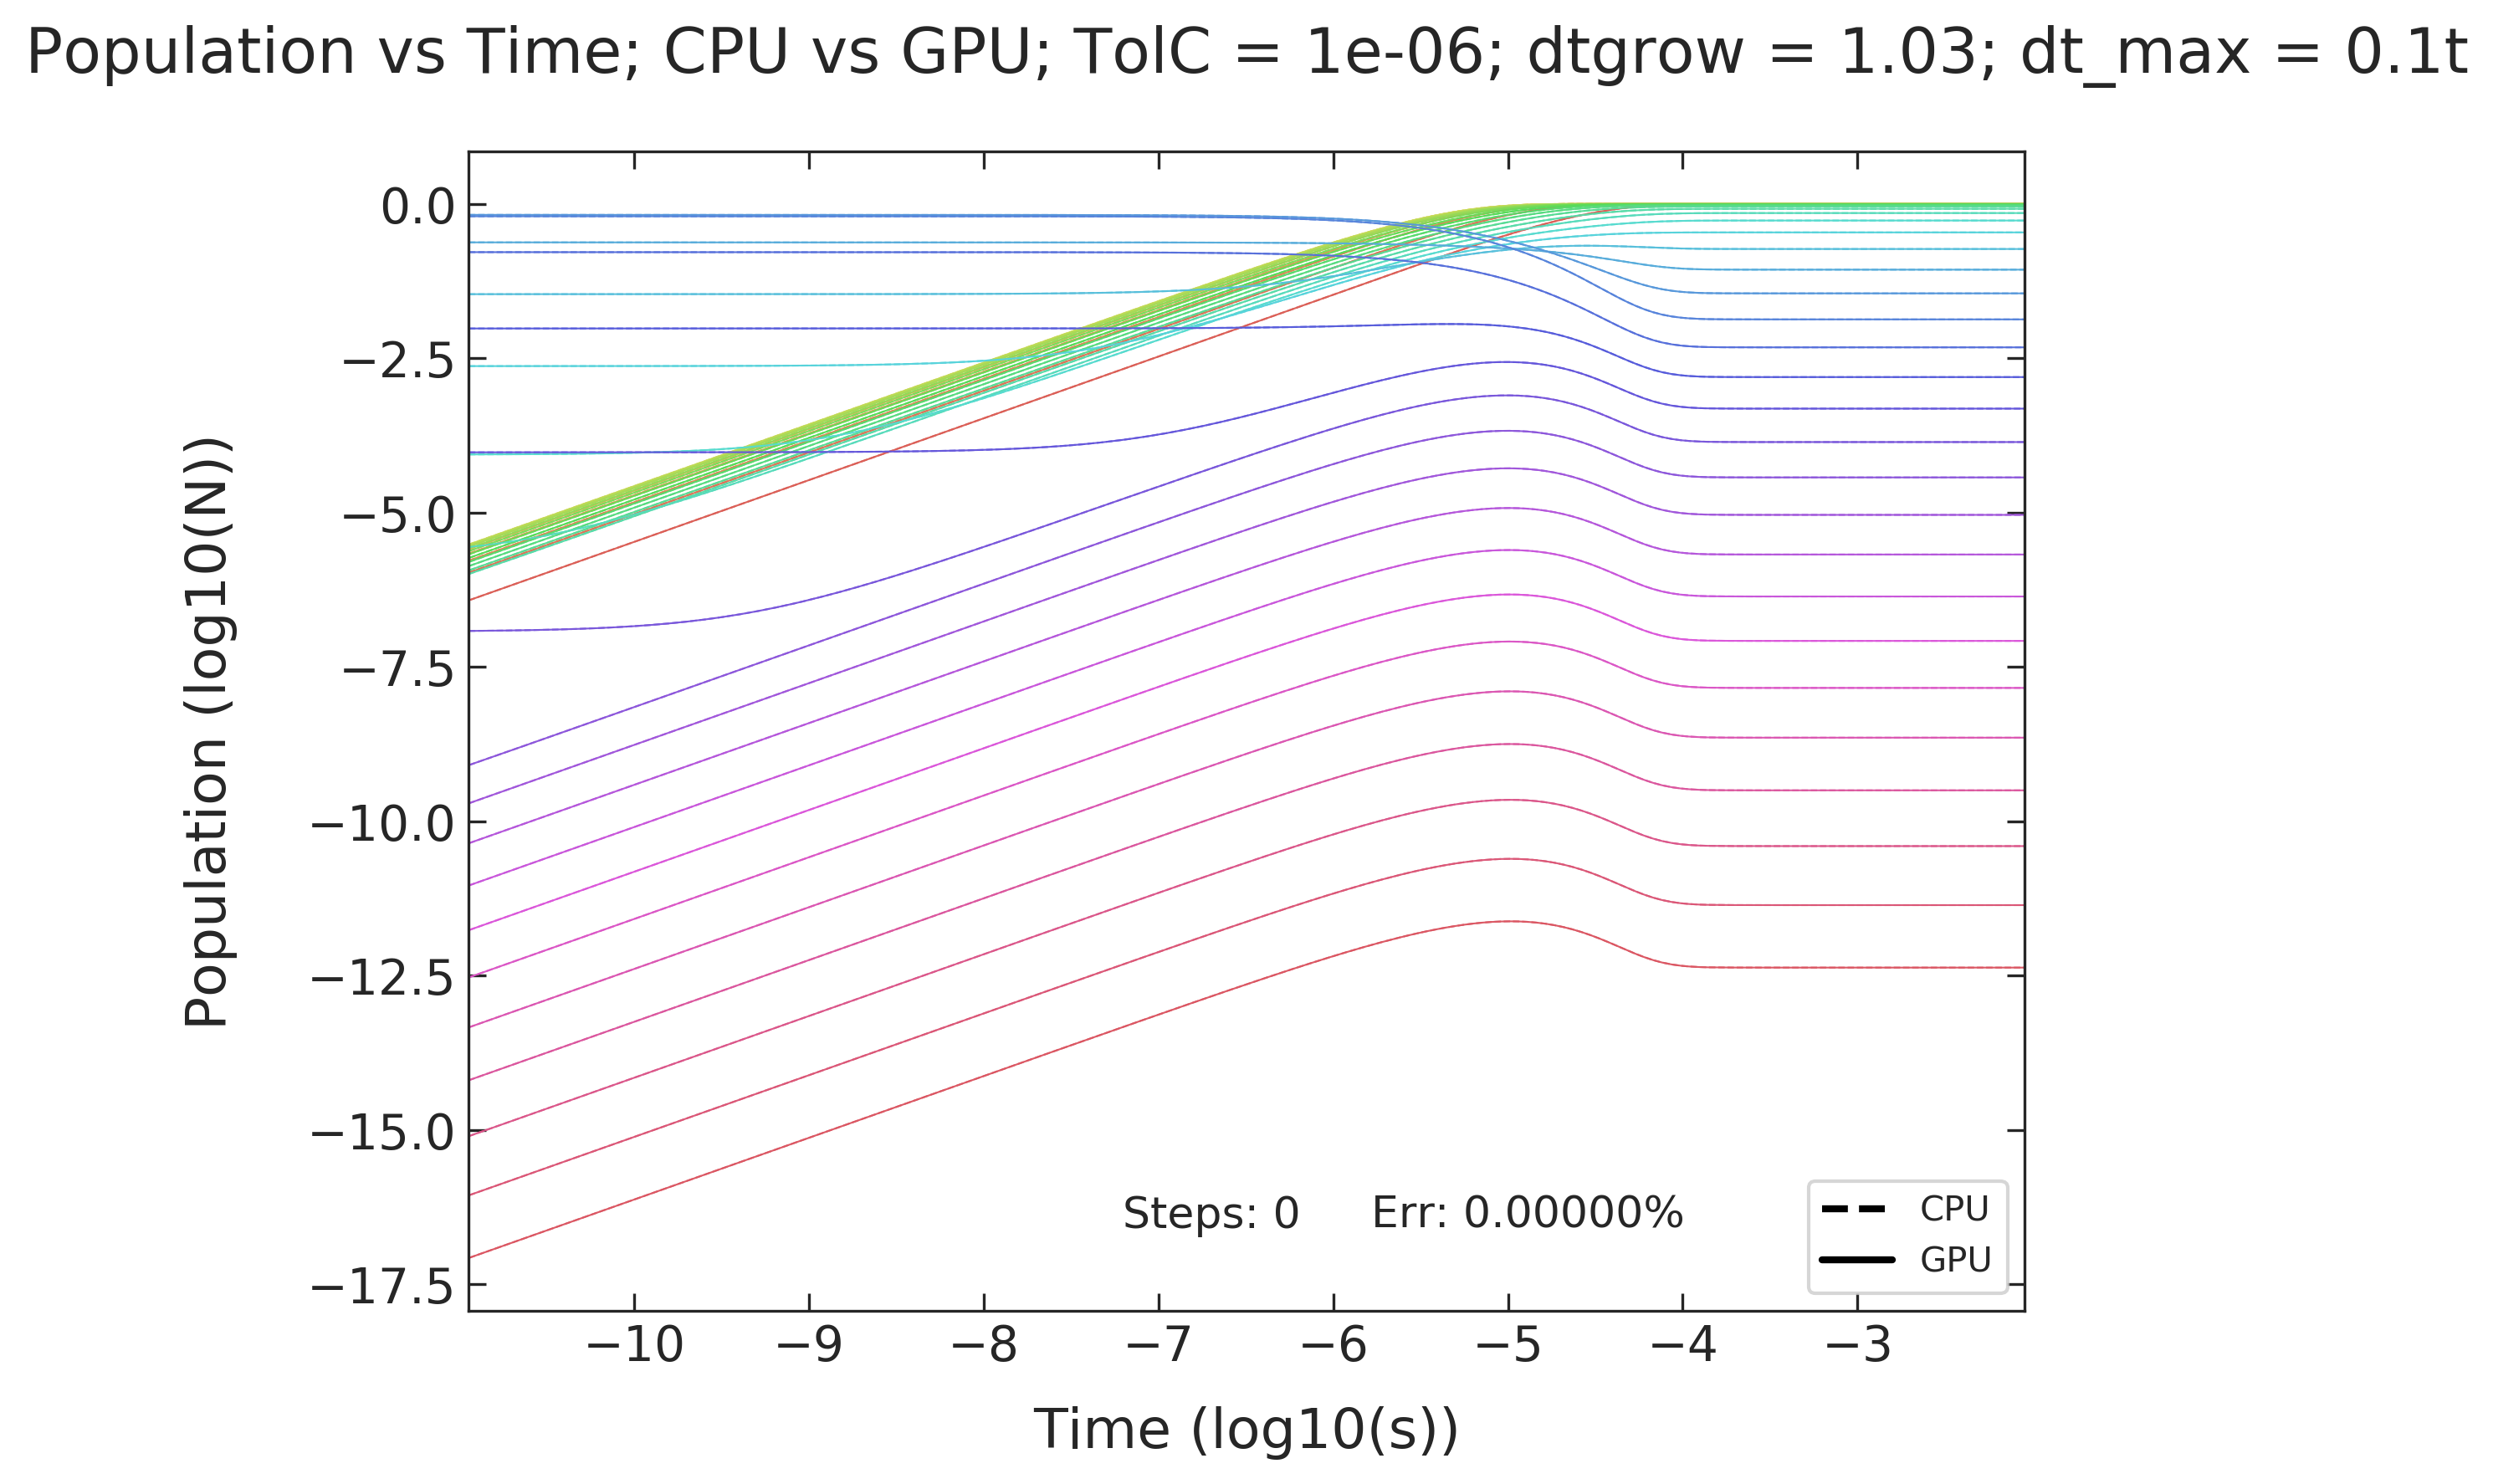 Population vs Time; CPU vs GPU; TolC = 1e-06; dtgrow = 1.03; dt_max = 0.1t
Population (log10(N))
0.0
−2.5
−5.0
−7.5
−10.0
−12.5
−15.0
−17.5
Steps: 0 Err: 0.00000%
CPU
GPU
−10 −9 −8 −7 −6 −5 −4 −3
Time (log10(s))